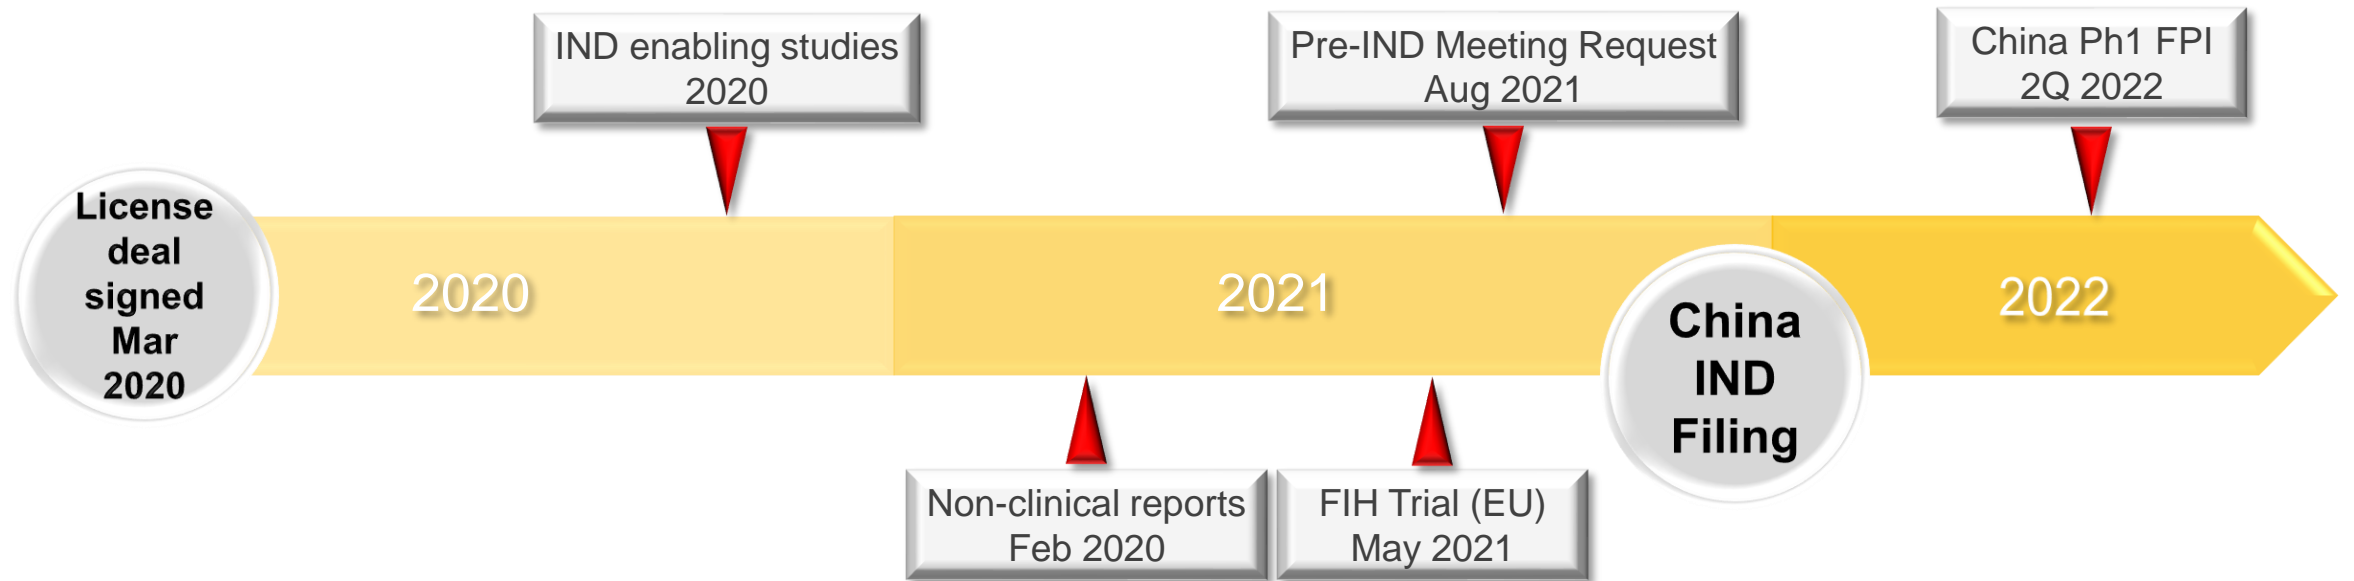 IND enabling studies
2020
Pre-IND Meeting Request
Aug 2021
China Ph1 FPI
2Q 2022
License
deal
signed
Mar
2020
2020
2021
2022
China
IND
Filing
Non-clinical reports
Feb 2020
FIH Trial (EU)
May 2021